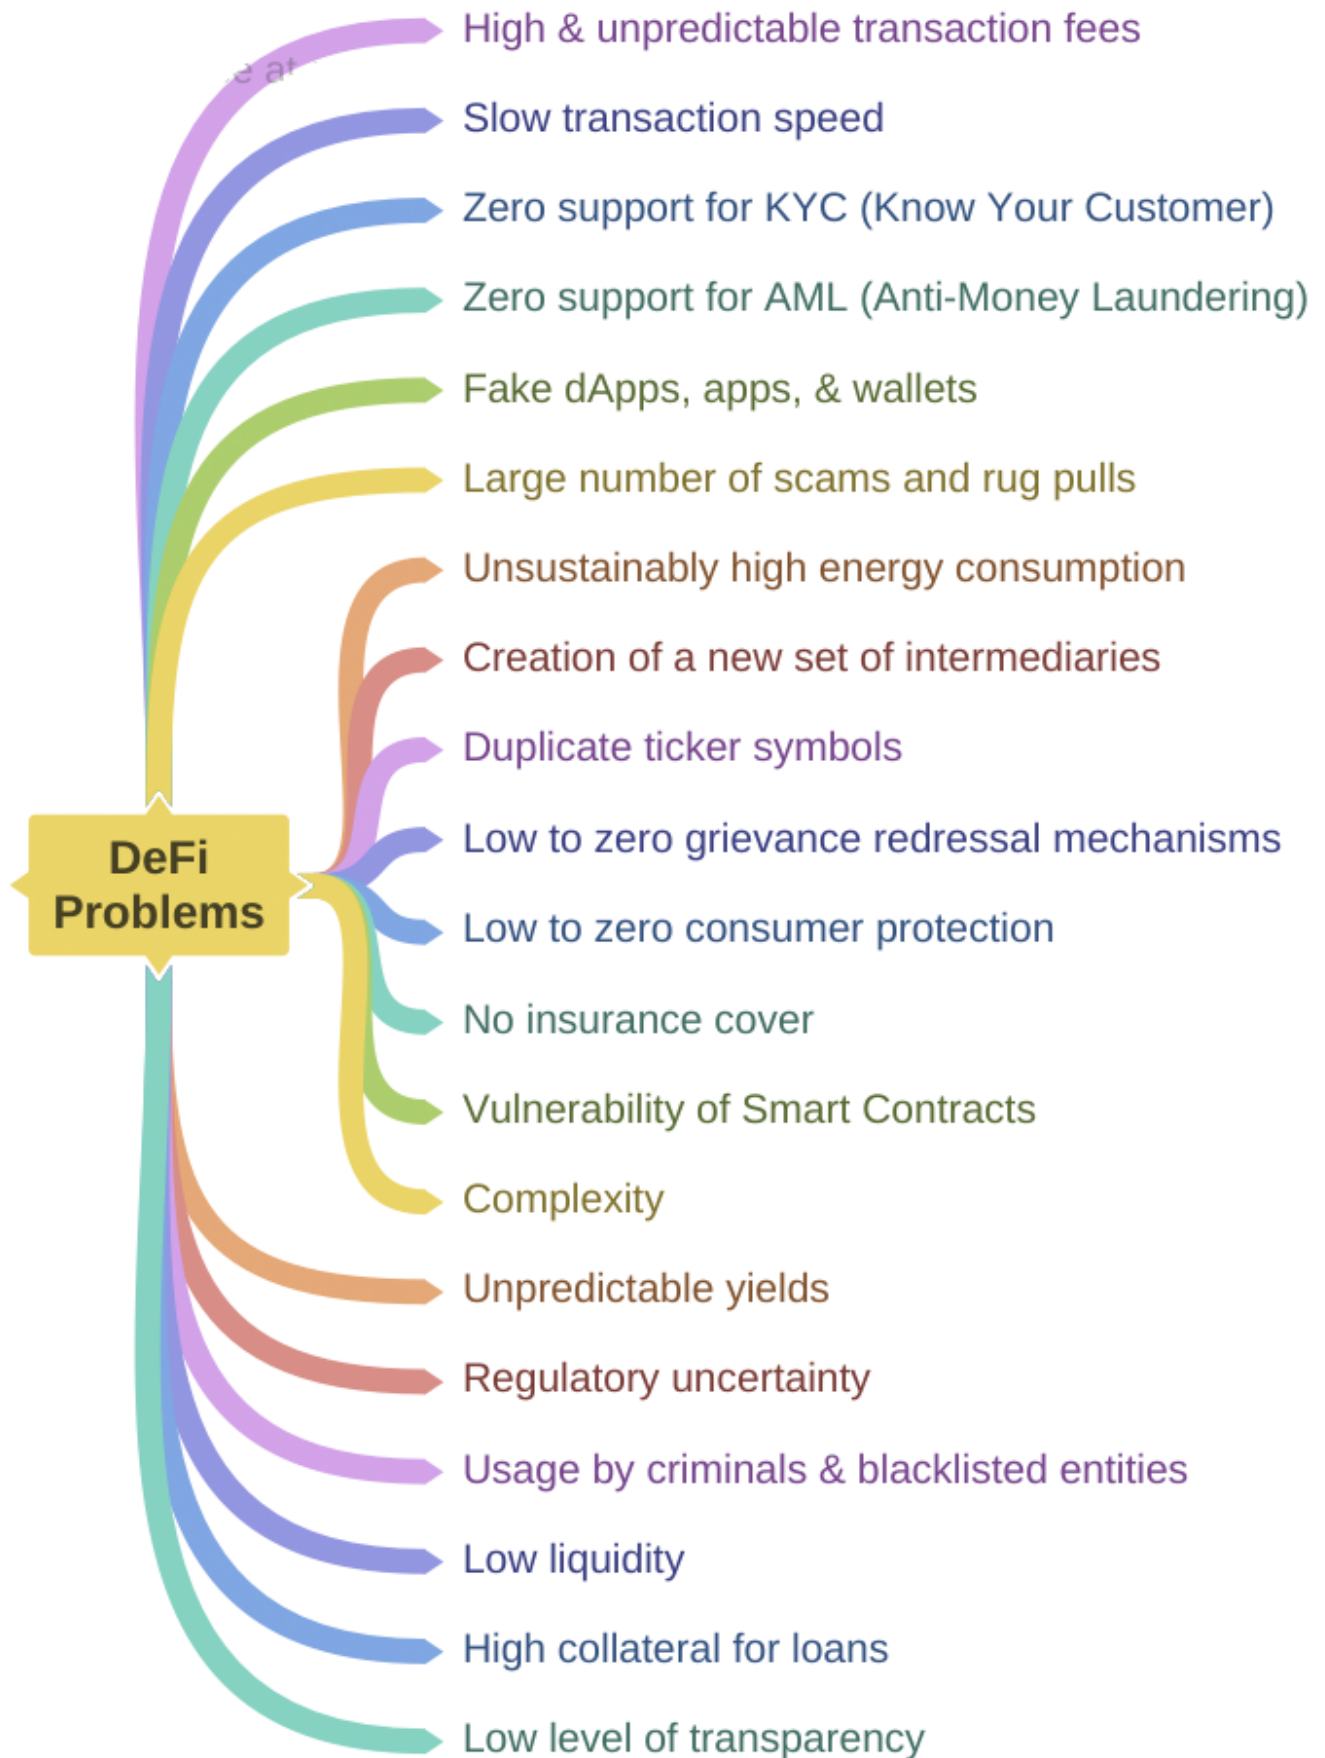 High & unpredictable transaction fees
e at
Slow transaction speed
Zero support for KYC (Know Your Customer)
Zero support for AML (Anti-Money Laundering)
Fake dApps, apps, & wallets
Large number of scams and rug pulls
Unsustainably high energy consumption
Creation of a new set of intermediaries
Duplicate ticker symbols
Low to zero grievance redressal mechanisms
DeFi
Problems
Low to zero consumer protection
No insurance cover
Vulnerability of Smart Contracts
Complexity
Unpredictable yields
Regulatory uncertainty
Usage by criminals & blacklisted entities
Low liquidity
High collateral for loans
Low level of transparency